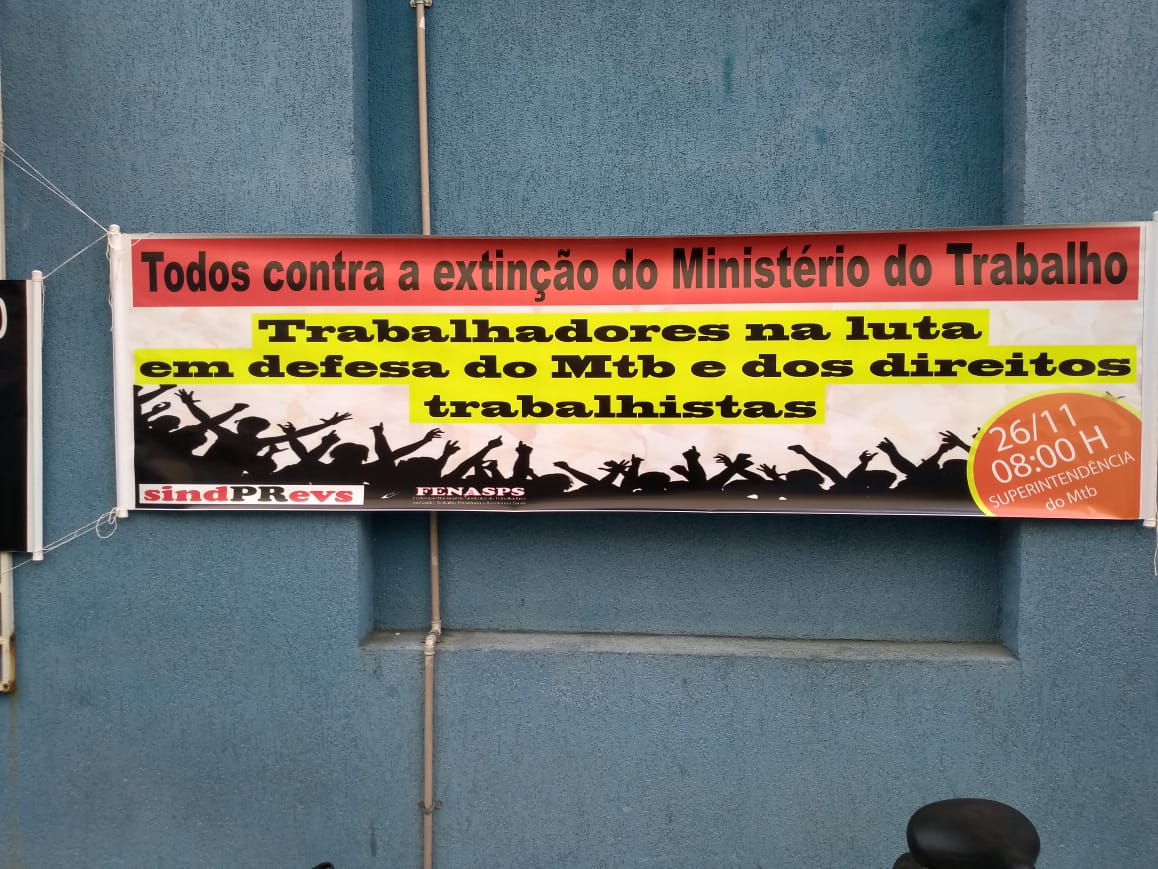 Todos contra a extinção do Ministério do Trabalho
Trabalhadores na luta
em defesa do Mtb e dos direitos
trabalhistas
26/11
08:00 H
SUPERINTENDÊNCIA
do Mtb
sindPRevs
FENASPS